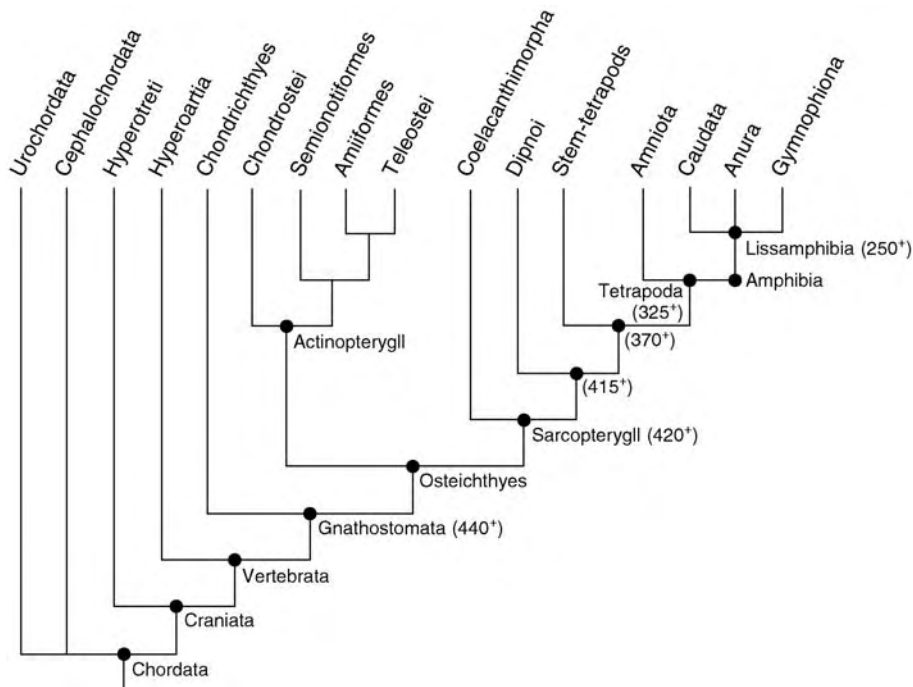 Urochordata
Cephalochordata
Hyperotreti
Hyperoartia
Chondrichthyes
Chondrostei
Semionotiformes
Amiiformes
Teleostei
Coelacanthimorpha
Dipnoi
Stem-tetrapods
Amniota
Caudata
Anura
Gymnophiona
Lissamphibia (250⁺)
Tetrapoda
(325⁺)
Amphibia
Actinopterygll
(370⁺)
(415⁺)
Sarcopterygll (420⁺)
Osteichthyes
Gnathostomata (440⁺)
Vertebrata
Craniata
Chordata